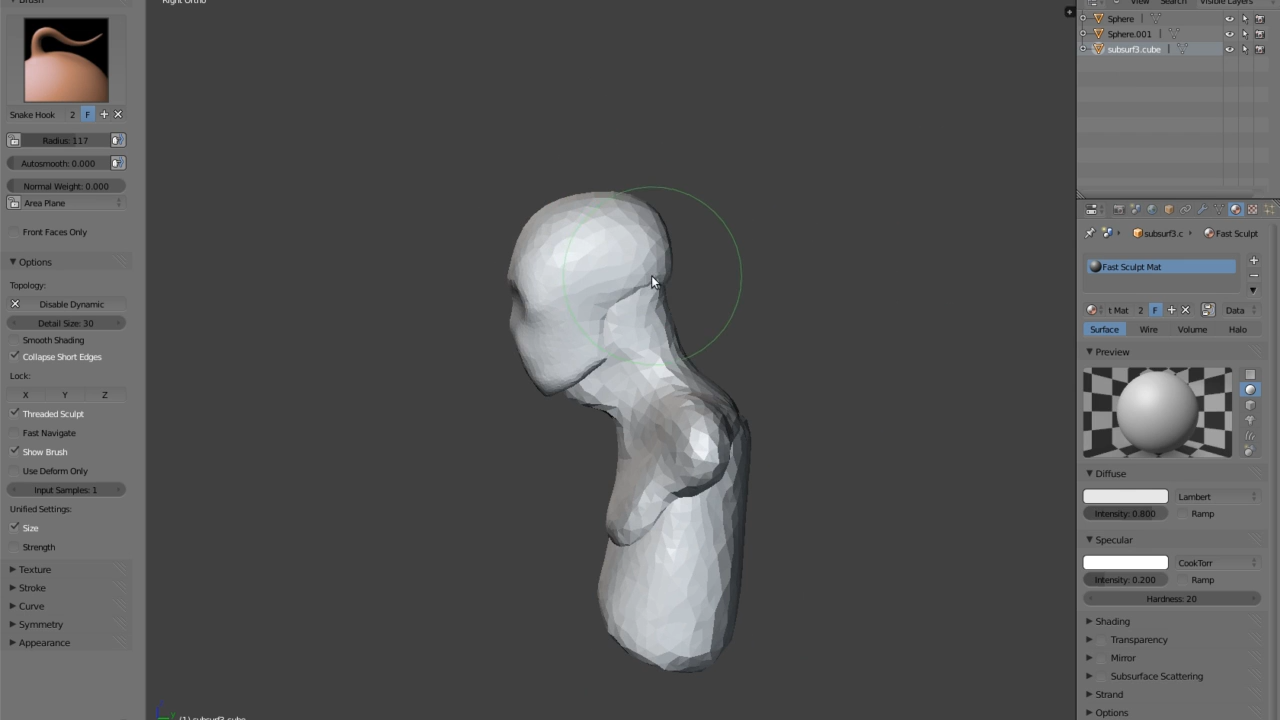 Brush
Snake Hook 2 F
Radius: 117
Autosmooth: 0.000
Normal Weight: 0.000
Area Plane
Front Faces Only
Options
Topology:
Disable Dynamic
Detail Size: 30
Smooth Shading
Collapse Short Edges
Lock:
X Y Z
Threaded Sculpt
Fast Navigate
Show Brush
Use Deform Only
Input Samples: 1
Unified Settings:
Size
Strength
Texture
Stroke
Curve
Symmetry
Appearance
Right Ortho
(1) subsurf3.cube
View Search Visible Layers
Sphere
Sphere.001
subsurf3.cube
subsurf3.c Fast Sculpt
Fast Sculpt Mat
t Mat 2 F Data
Surface Wire Volume Halo
Preview
Diffuse
Lambert
Intensity: 0.800 Ramp
Specular
CookTorr
Intensity: 0.200 Ramp
Hardness: 20
Shading
Transparency
Mirror
Subsurface Scattering
Strand
Options